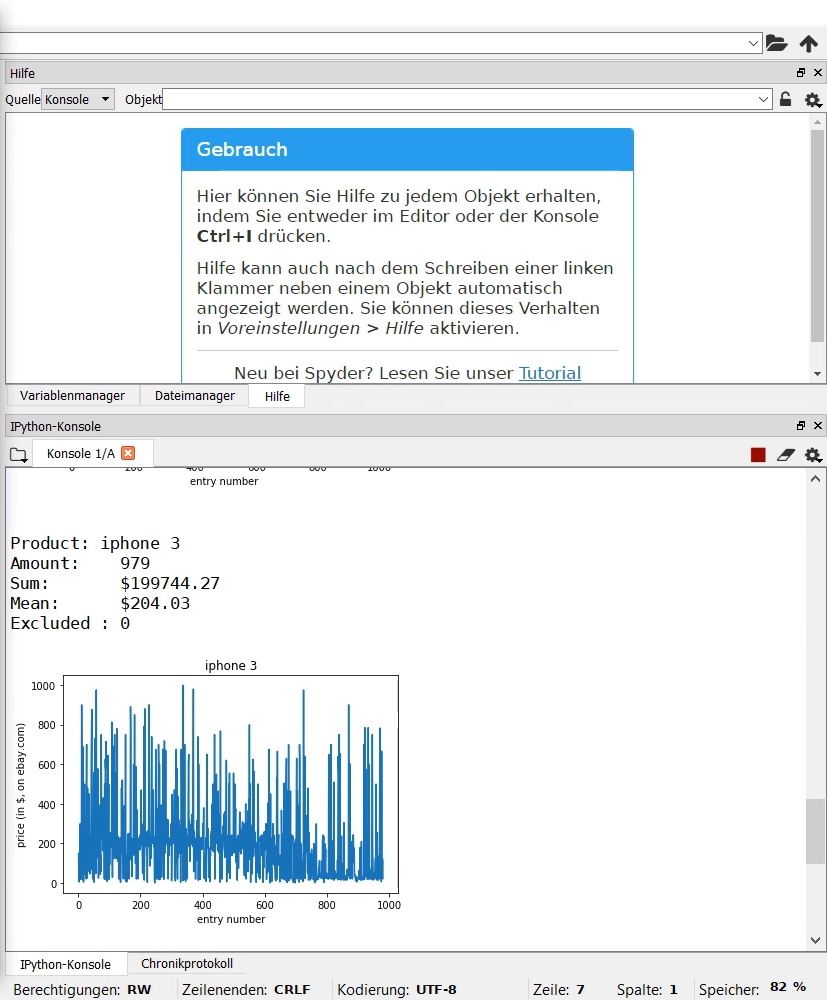 Hilfe
Quelle Konsole Objekt
Gebrauch
Hier können Sie Hilfe zu jedem Objekt erhalten,
indem Sie entweder im Editor oder der Konsole
Ctrl+I drücken.
Hilfe kann auch nach dem Schreiben einer linken
Klammer neben einem Objekt automatisch
angezeigt werden. Sie können dieses Verhalten
in Voreinstellungen > Hilfe aktivieren.
Neu bei Spyder? Lesen Sie unser Tutorial
Variablenmanager Dateimanager Hilfe
IPython-Konsole
Konsole 1/A
0 200 400 600 800 1000
entry number
Product: iphone 3
Amount: 979
Sum: $199744.27
Mean: $204.03
Excluded : 0
iphone 3
price (in $, on ebay.com)
1000
800
600
400
200
0
0 200 400 600 800 1000
entry number
IPython-Konsole Chronikprotokoll
Berechtigungen: RW Zeilenenden: CRLF Kodierung: UTF-8 Zeile: 7 Spalte: 1 Speicher: 82 %